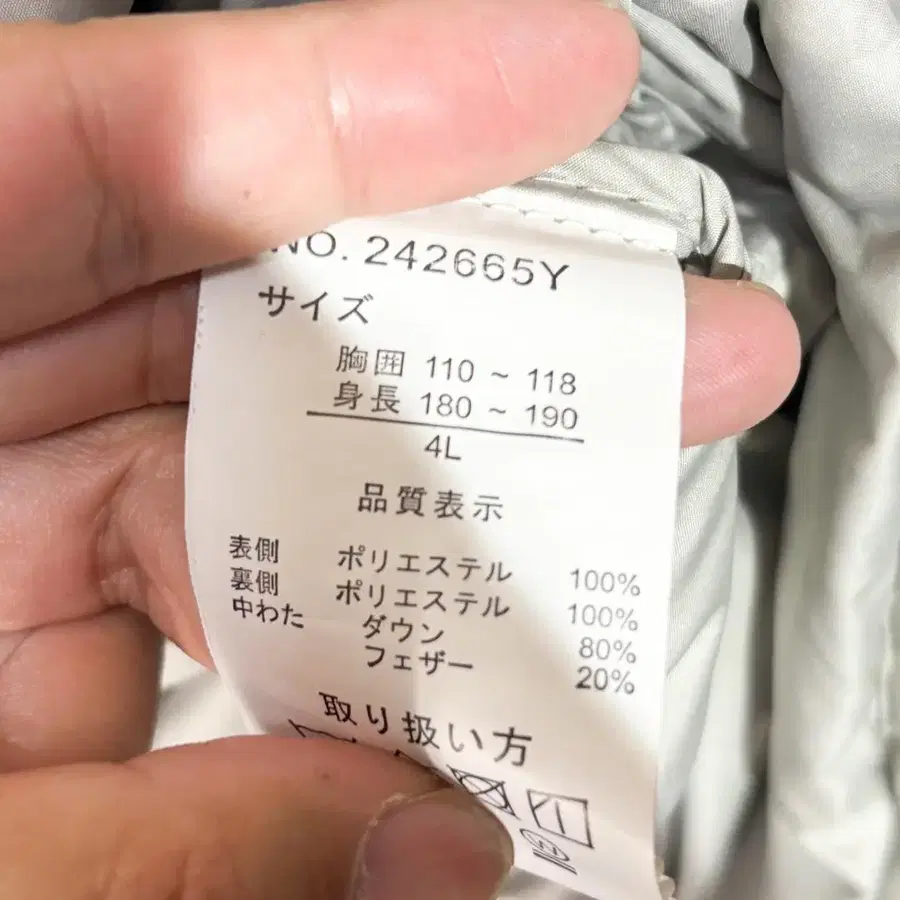 NO. 242665Y
サイズ
胸囲 110 ~ 118
身長 180 ~ 190
4L
品質表示
表側 ポリエステル 100%
裏側 ポリエステル 100%
中わた ダウン 80%
フェザー 20%
取り扱い方